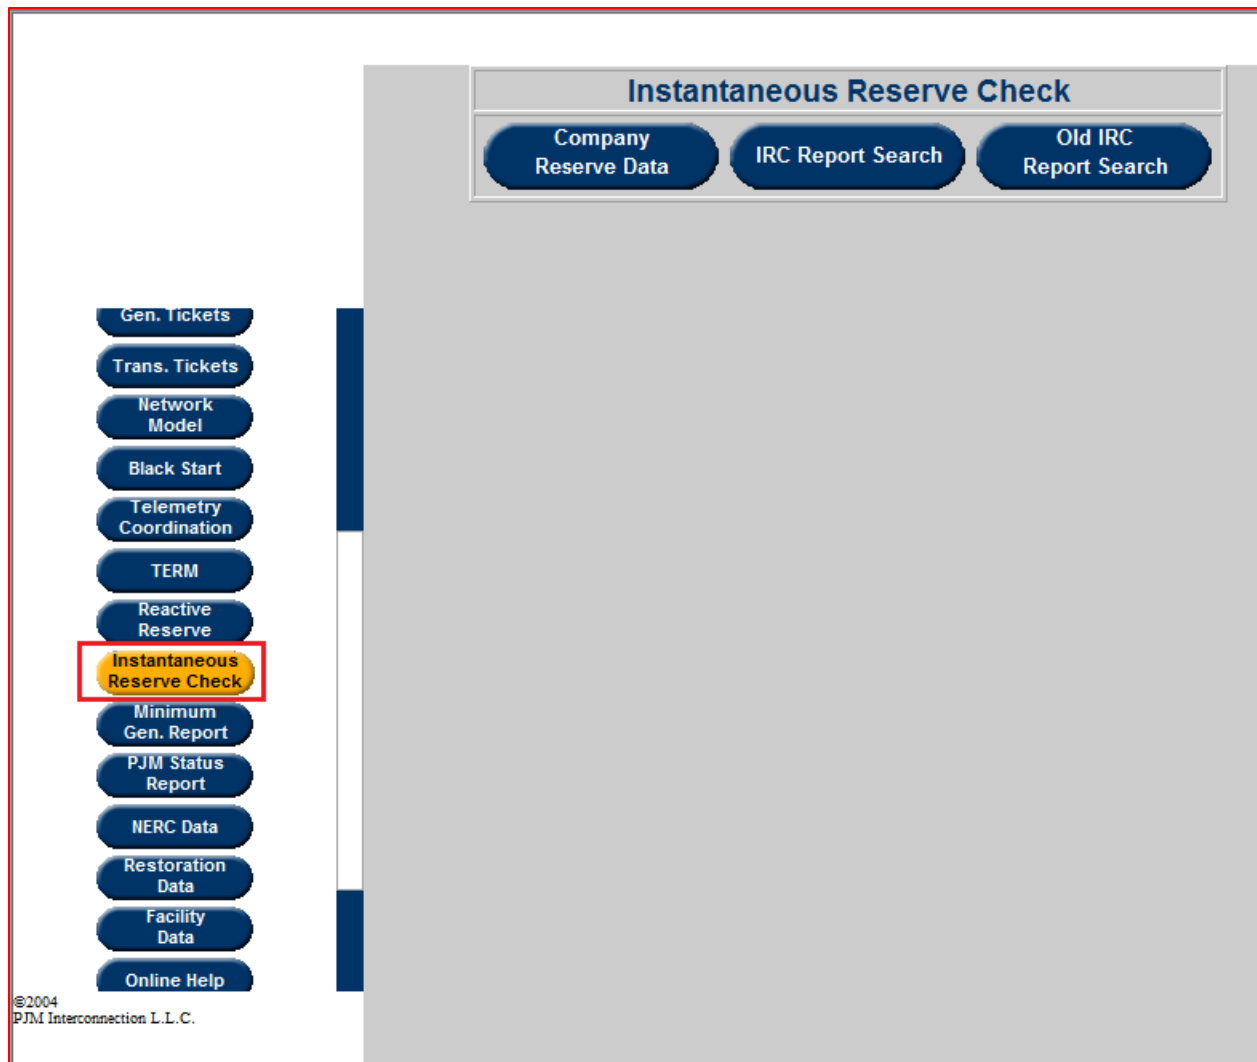 Instantaneous Reserve Check
Company
Reserve Data
IRC Report Search
Old IRC
Report Search
Gen. Tickets
Trans. Tickets
Network
Model
Black Start
Telemetry
Coordination
TERM
Reactive
Reserve
Instantaneous
Reserve Check
Minimum
Gen. Report
PJM Status
Report
NERC Data
Restoration
Data
Facility
Data
Online Help
©2004
PJM Interconnection L.L.C.